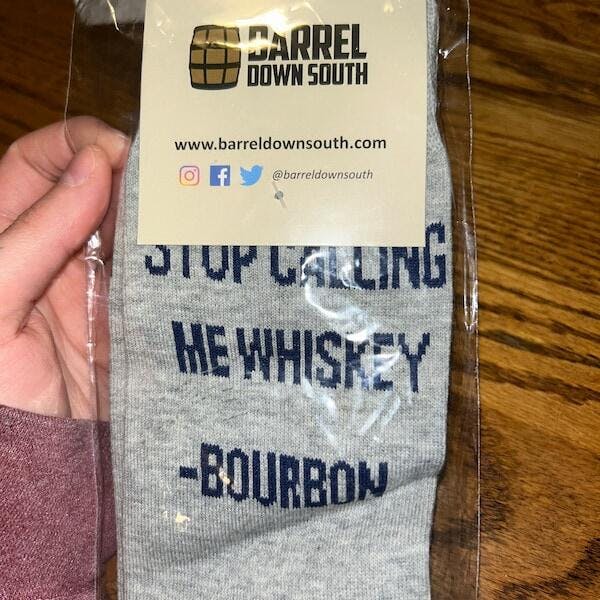 BARREL
DOWN SOUTH
www.barreldownsouth.com
@barreldownsouth
STOP CALLING
ME WHISKEY
-BOURBON